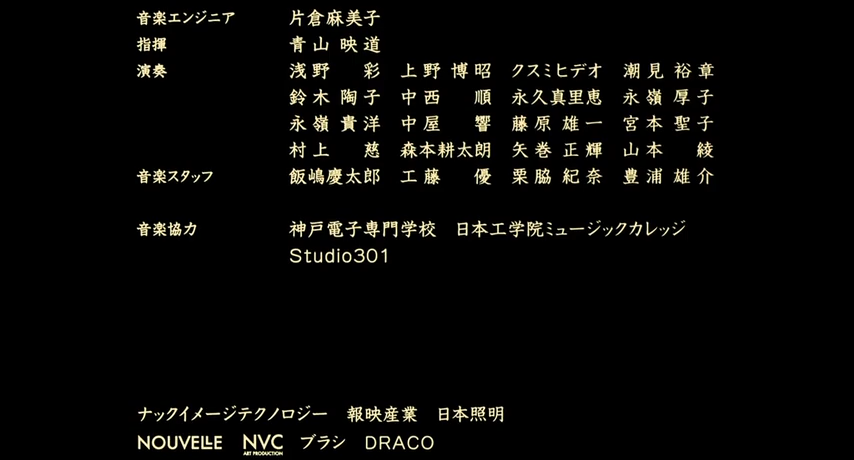 音楽エンジニア 片倉麻美子
指揮 青山 映道
演奏 浅野 彩 上野 博昭 クスミヒデオ 潮見 裕章
鈴木 陶子 中西 順 永久真里恵 永嶺 厚子
永嶺 貴洋 中屋 響 藤原 雄一 宮本 聖子
村上 慈 森本耕太朗 矢巻 正輝 山本 綾
音楽スタッフ 飯嶋慶太郎 工藤 優 栗脇 紀奈 豊浦 雄介
音楽協力 神戸電子専門学校 日本工学院ミュージックカレッジ
Studio301
ナックイメージテクノロジー 報映産業 日本照明
NOUVELLE NVC ART PRODUCTION ブラシ DRACO